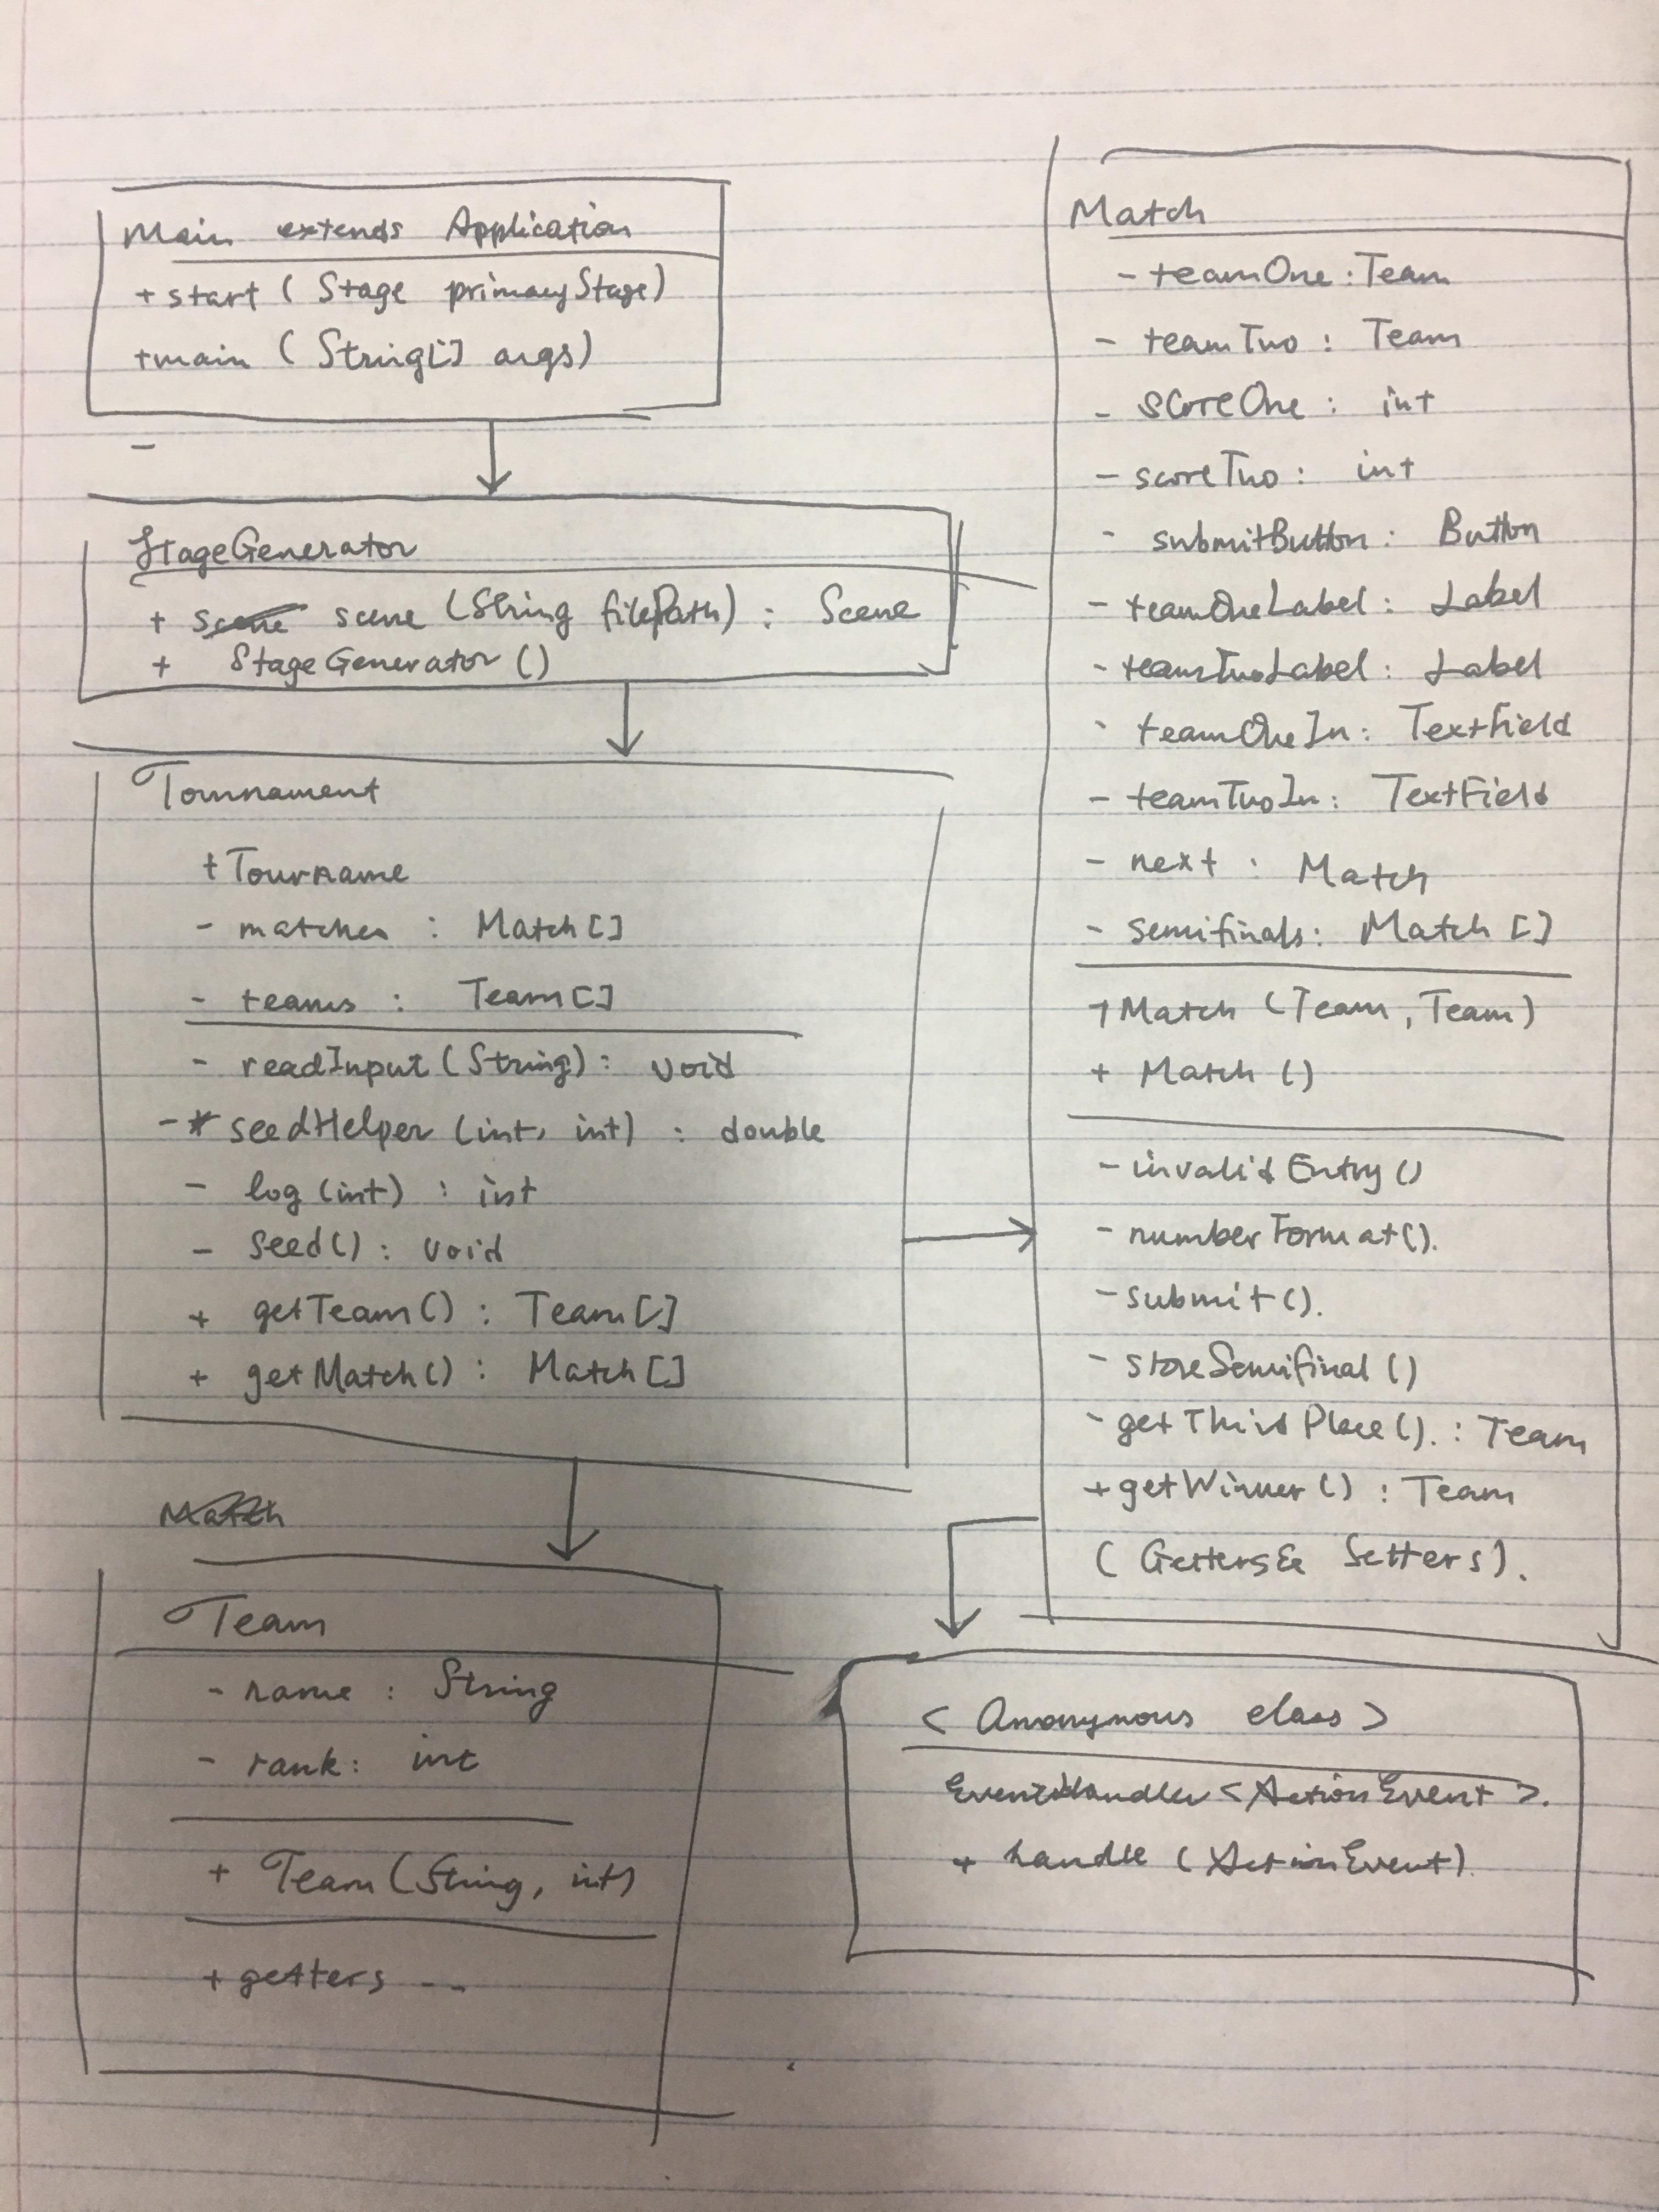 Main extends Application
+ start (Stage primaryStage)
+ main (String[] args)
-
StageGenerator
+ scene (String filePath) : Scene
+ StageGenerator ()
Tournament
+ Tourname
- matches : Match[]
- teams : Team[]
- readInput (String) : void
- # seedHelper (int, int) : double
- log (int) : int
- seed() : void
+ getTeam() : Team[]
+ getMatch() : Match[]
Match
Team
- name : String
- rank : int
+ Team (String, int)
+ getters ----
Match
- teamOne : Team
- teamTwo : Team
- scoreOne : int
- scoreTwo : int
- submitButton : Button
- teamOneLabel : Label
- teamTwoLabel : Label
- teamOneIn : TextField
- teamTwoIn : TextField
- next : Match
- semifinals : Match []
+ Match (Team, Team)
+ Match ()
- invalidEntry ()
- numberFormat().
- submit ().
- storeSemifinal ()
- getThirdPlace (). : Team
+ getWinner () : Team
( Getters & Setters ).
< Anonymous class >
EventHandler <ActionEvent>.
+ handle (ActionEvent).